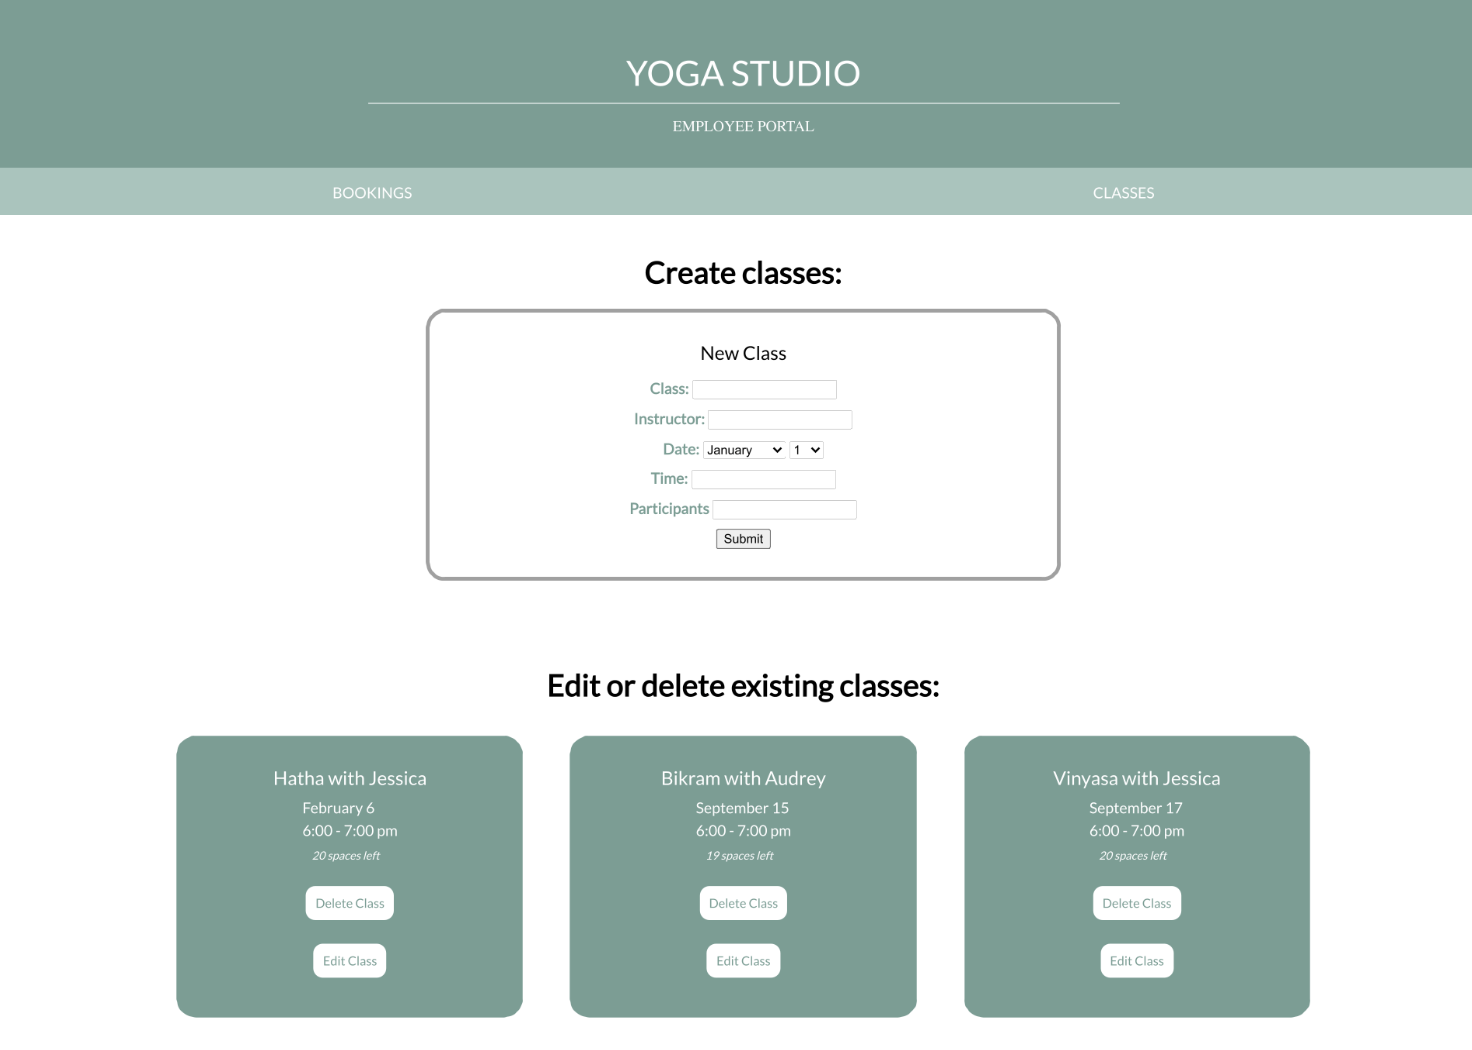 YOGA STUDIO
EMPLOYEE PORTAL
BOOKINGS CLASSES
Create classes:
New Class
Class:
Instructor:
Date: January 1
Time:
Participants
Submit
Edit or delete existing classes:
Hatha with Jessica
February 6
6:00 - 7:00 pm
20 spaces left
Delete Class
Edit Class
Bikram with Audrey
September 15
6:00 - 7:00 pm
19 spaces left
Delete Class
Edit Class
Vinyasa with Jessica
September 17
6:00 - 7:00 pm
20 spaces left
Delete Class
Edit Class